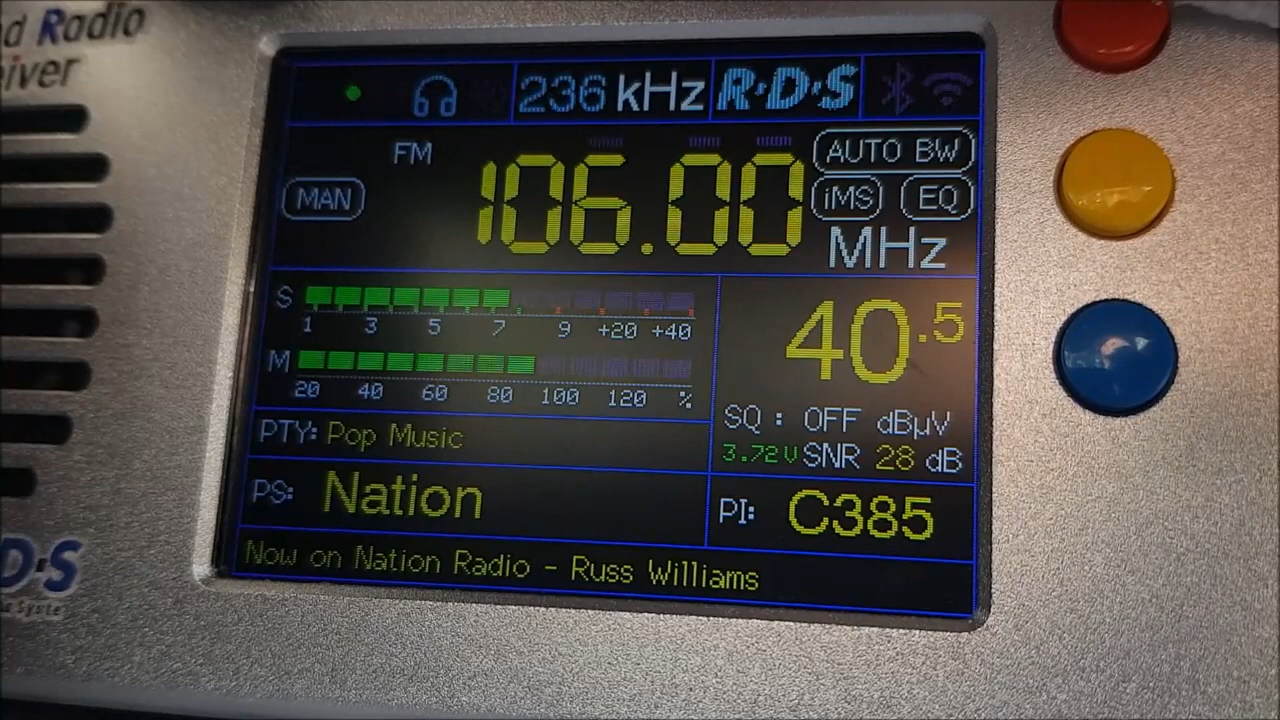 Radio
236 kHz R·D·S
FM
AUTO BW
MAN
106.00
iMS EQ
MHz
S
1 3 5 7 9 +20 +40
40.5
M
20 40 60 80 100 120 %
SQ : OFF dBµV
PTY: Pop Music
3.72V SNR 28 dB
PS: Nation
PI: C385
Now on Nation Radio - Russ Williams